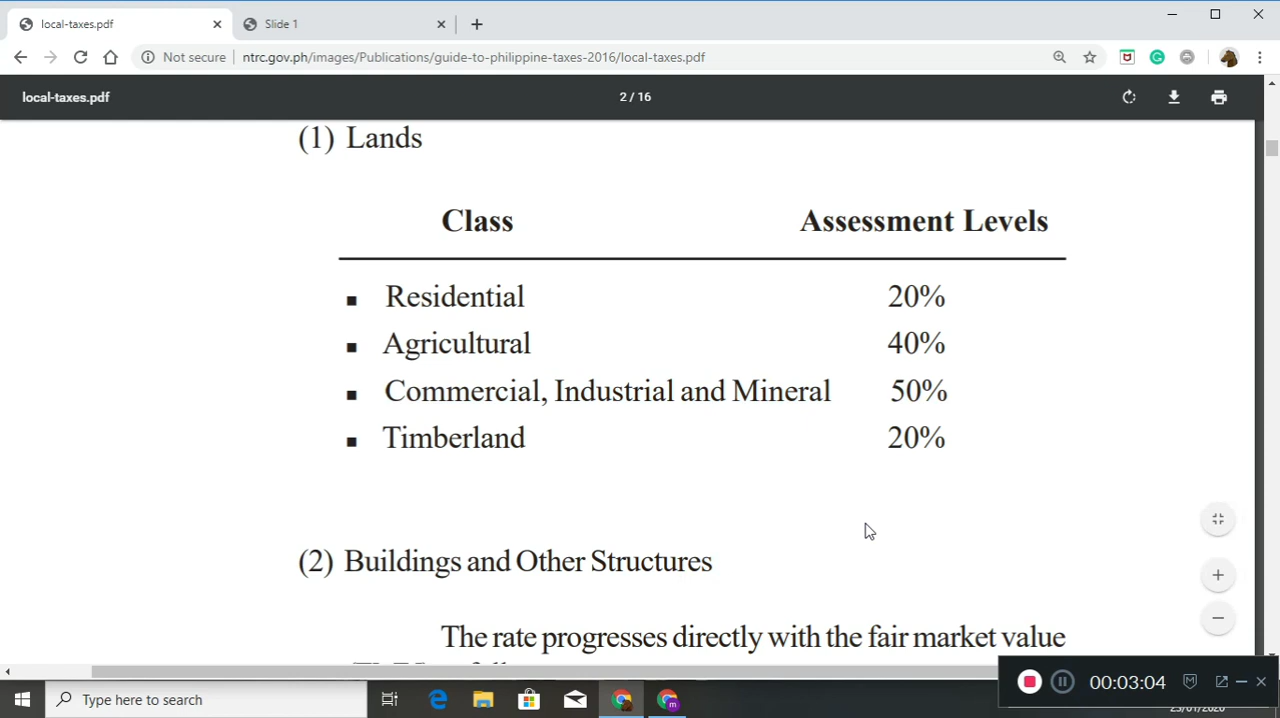 local-taxes.pdf
Slide 1
Not secure
ntrc.gov.ph/images/Publications/guide-to-philippine-taxes-2016/local-taxes.pdf
local-taxes.pdf
2 / 16
(1) Lands
Class Assessment Levels
▪ Residential 20%
▪ Agricultural 40%
▪ Commercial, Industrial and Mineral 50%
▪ Timberland 20%
(2) Buildings and Other Structures
The rate progresses directly with the fair market value
Type here to search
00:03:04